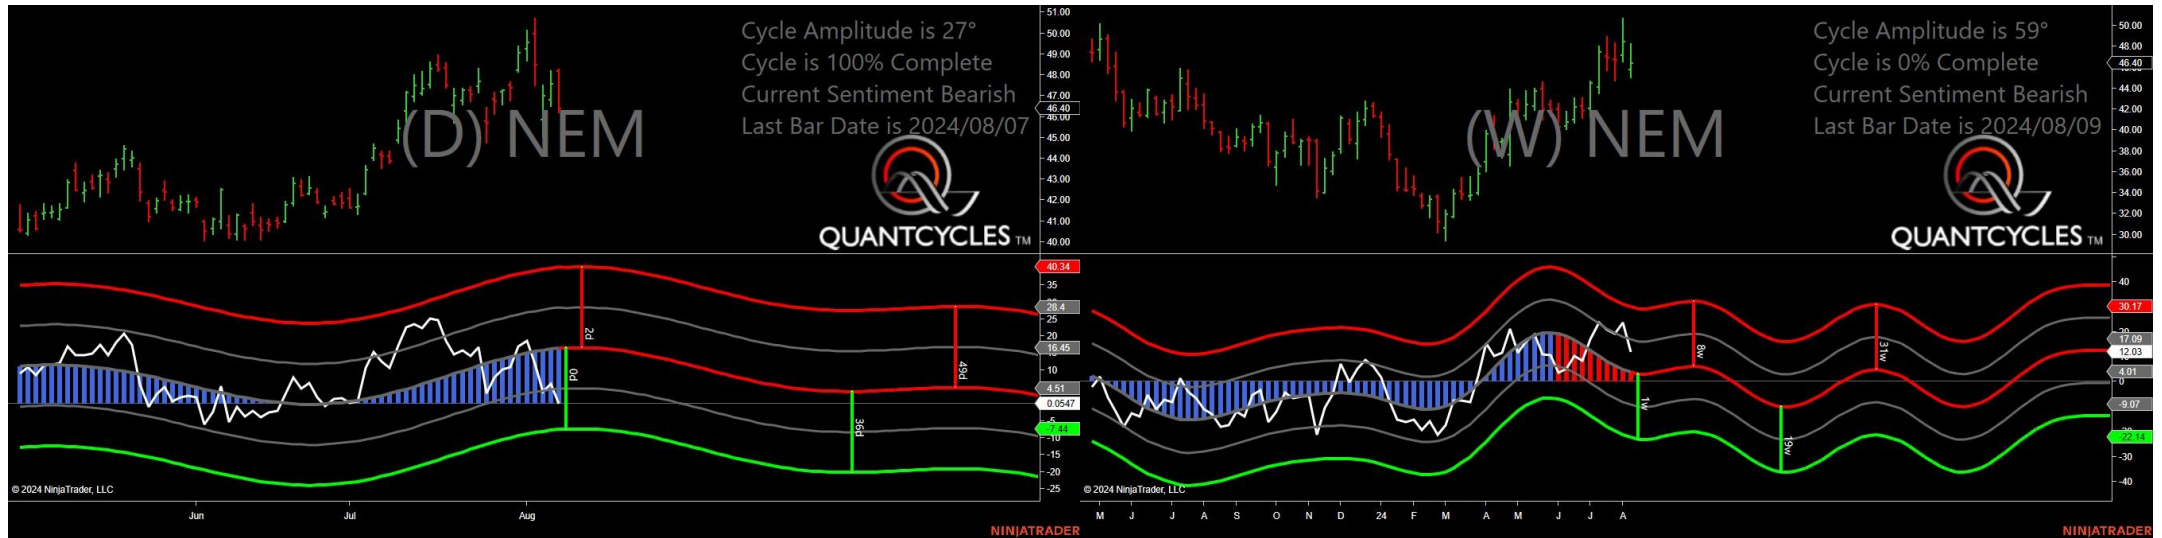 Cycle Amplitude is 27°
Cycle is 100% Complete
Current Sentiment Bearish
Last Bar Date is 2024/08/07
(D) NEM
QUANTCYCLES TM
51.00
50.00
49.00
48.00
47.00
46.40
46.00
45.00
44.00
43.00
42.00
41.00
40.00
40.34
35
28.4
25
20
16.45
10
4.51
0.0547
-5
-7.44
-10
-15
-20
-25
2d
0d
36d
49d
© 2024 NinjaTrader, LLC
Jun
Jul
Aug
NINJATRADER
Cycle Amplitude is 59°
Cycle is 0% Complete
Current Sentiment Bearish
Last Bar Date is 2024/08/09
(W) NEM
QUANTCYCLES TM
50.00
48.00
46.40
44.00
42.00
40.00
38.00
36.00
34.00
32.00
30.00
40
30.17
17.09
12.03
4.01
0
-9.07
-22.14
-30
-40
8w
1w
19w
31w
© 2024 NinjaTrader, LLC
M J J A S O N D 24 F M A M J J A
NINJATRADER